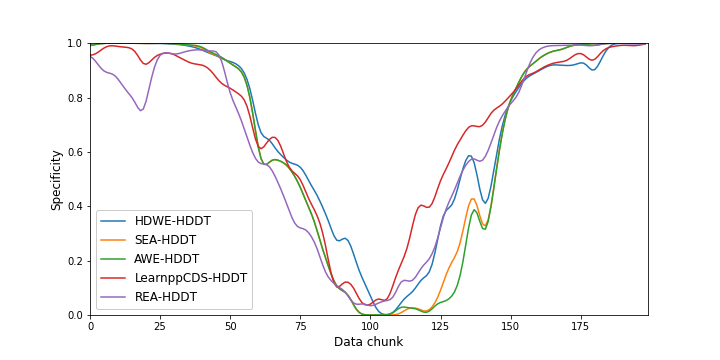 1.0
0.8
0.6
0.4
0.2
0.0
Specificity
HDWE-HDDT
SEA-HDDT
AWE-HDDT
LearnppCDS-HDDT
REA-HDDT
0 25 50 75 100 125 150 175
Data chunk